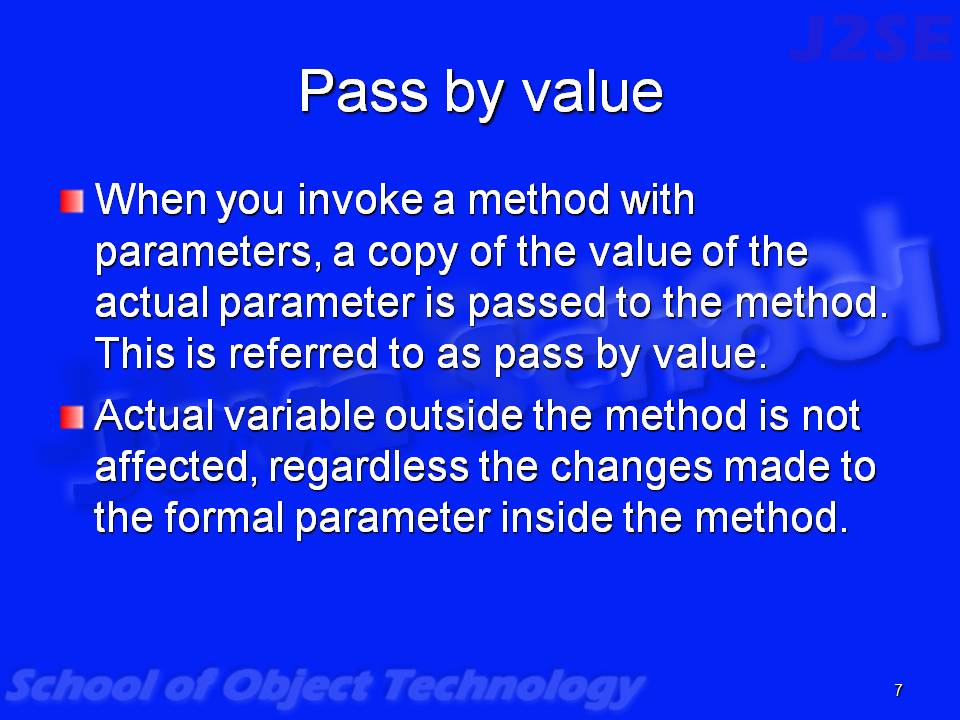 J2SE
Pass by value
When you invoke a method with
parameters, a copy of the value of the
actual parameter is passed to the method.
This is referred to as pass by value.
Actual variable outside the method is not
affected, regardless the changes made to
the formal parameter inside the method.
School of Object Technology
7